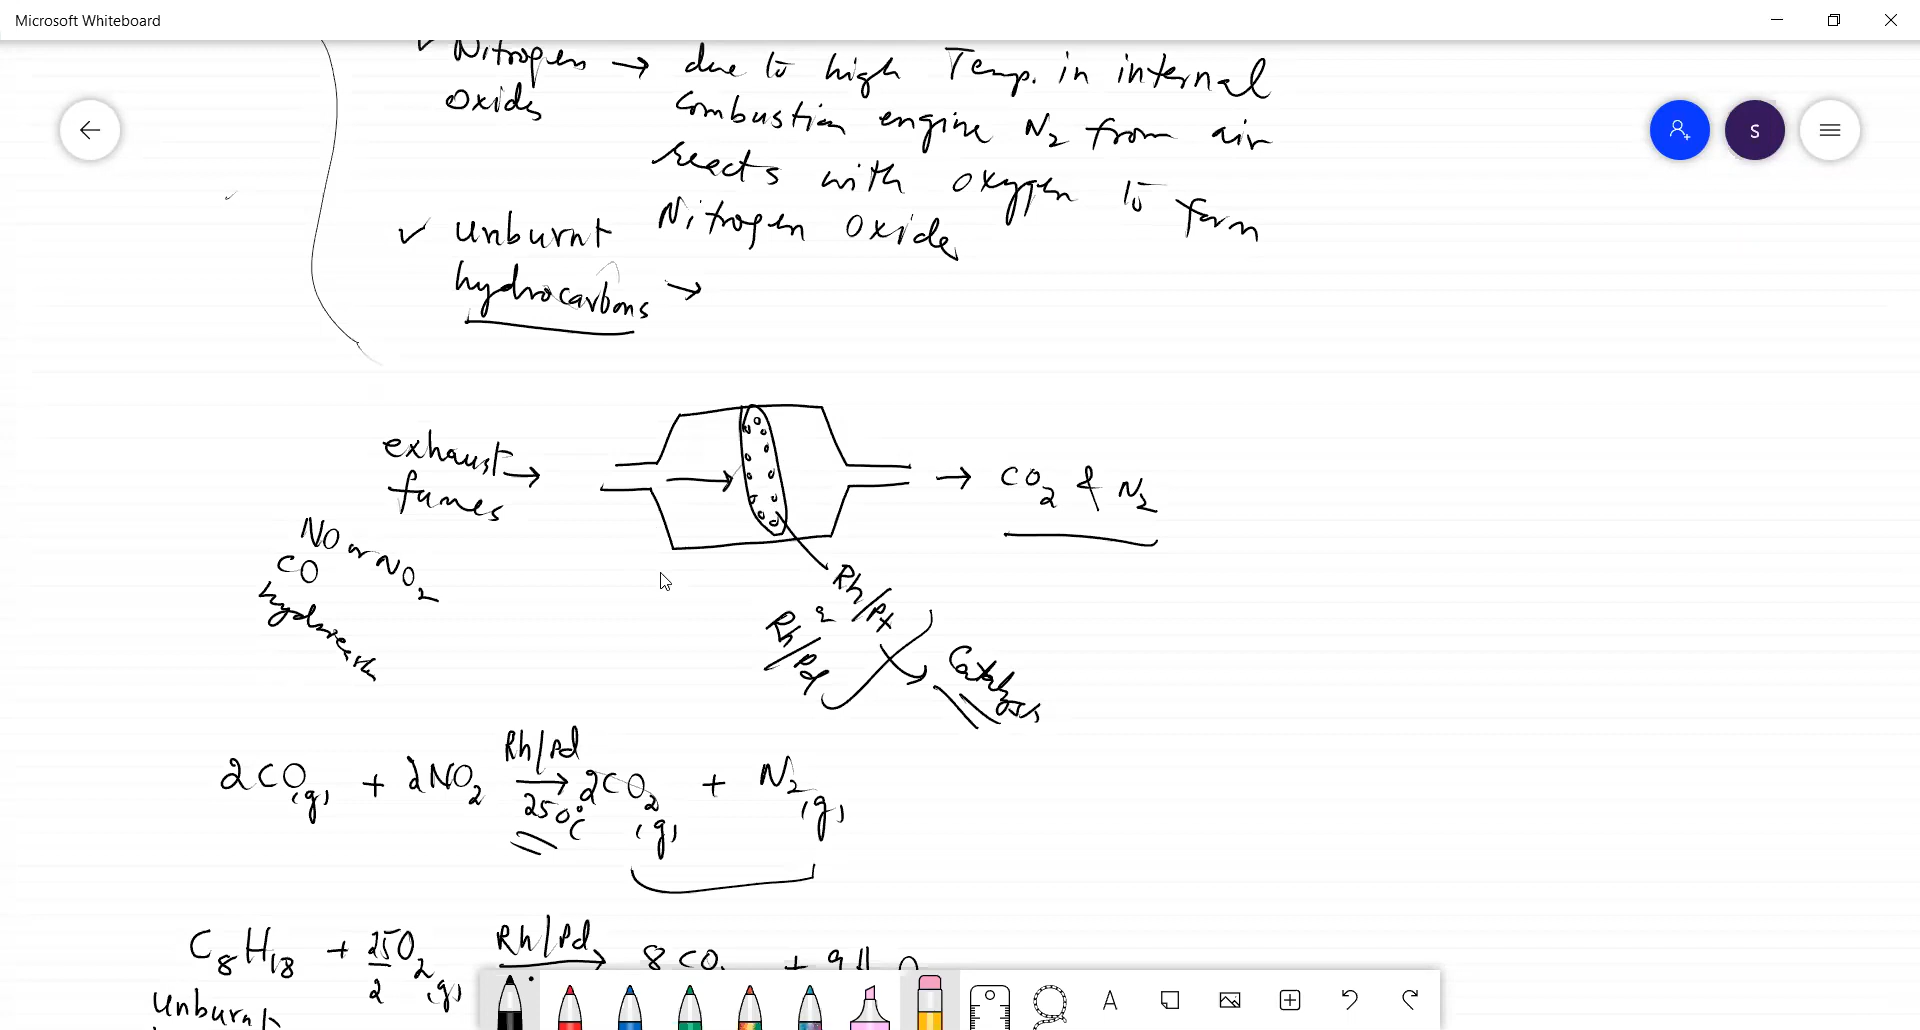 Microsoft Whiteboard
Nitrogen → due to high Temp. in internal
oxides combustion engine N2 from air
reacts with oxygen to form
✓ unburnt Nitrogen oxide,
hydrocarbons →
exhaust →
fumes
→ CO2 & N2
NO or NO2
CO
Rh/Pt
Rh/Pd
Catalyst
2CO(g) + 2NO2 Rh/Pd → 250°C 2CO2(g) + N2(g)
C8H18 + 25/2 O2(g) Rh/Pd → 8CO2 + 9H2O
unburnt
S
A